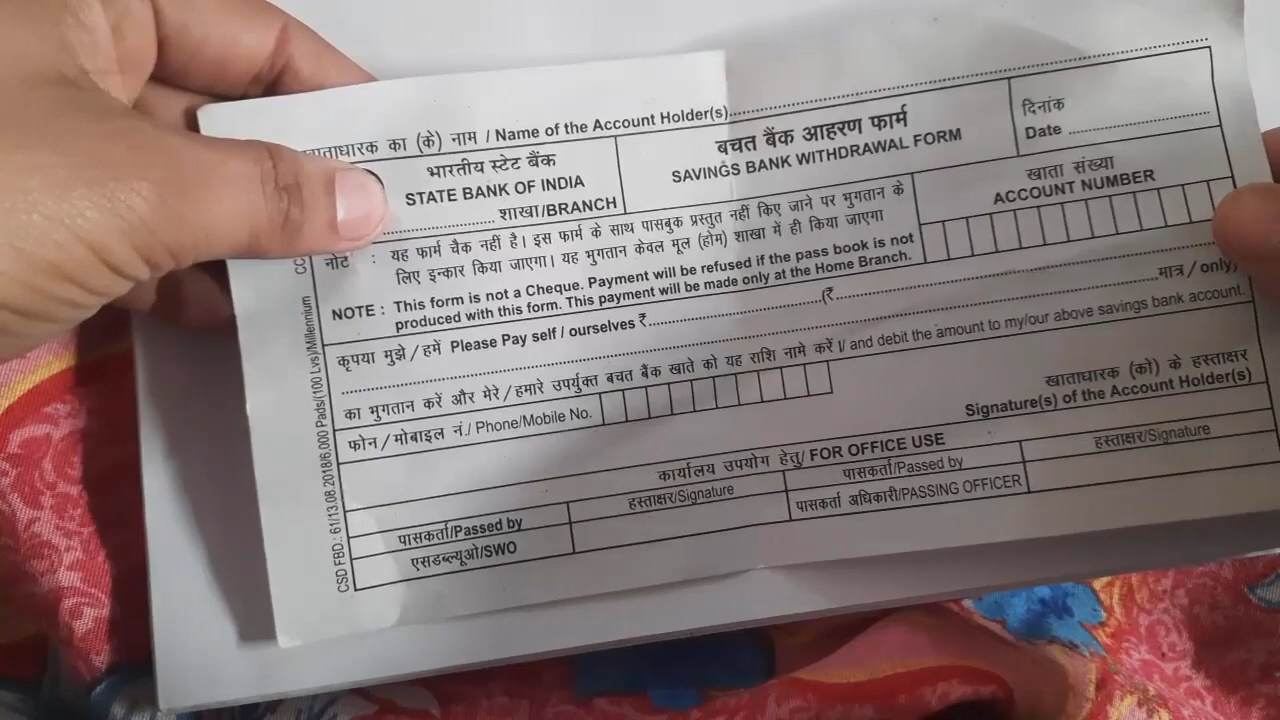 खाताधारक का (के) नाम / Name of the Account Holder(s)
भारतीय स्टेट बैंक
STATE BANK OF INDIA
शाखा/BRANCH
बचत बैंक आहरण फार्म
SAVINGS BANK WITHDRAWAL FORM
दिनांक
Date
खाता संख्या
ACCOUNT NUMBER
नोट : यह फार्म चैक नहीं है। इस फार्म के साथ पासबुक प्रस्तुत नहीं किए जाने पर भुगतान के
लिए इन्कार किया जाएगा। यह भुगतान केवल मूल (होम) शाखा में ही किया जाएगा
NOTE : This form is not a Cheque. Payment will be refused if the pass book is not
produced with this form. This payment will be made only at the Home Branch.
कृपया मुझे / हमें Please Pay self / ourselves ₹ (₹
मात्र / only)
का भुगतान करें और मेरे / हमारे उपर्युक्त बचत बैंक खाते को यह राशि नामे करें I/ and debit the amount to my/our above savings bank account.
फोन / मोबाइल नं./ Phone/Mobile No.
खाताधारक (कों) के हस्ताक्षर
Signature(s) of the Account Holder(s)
कार्यालय उपयोग हेतु/ FOR OFFICE USE
पासकर्ता/Passed by
हस्ताक्षर/Signature
पासकर्ता/Passed by
हस्ताक्षर/Signature
एसडब्ल्यूओ/SWO
पासकर्ता अधिकारी/PASSING OFFICER
CSD FBD.: 61/13.08.2018/6,000 Pads/(100 Lvs)/Millennium